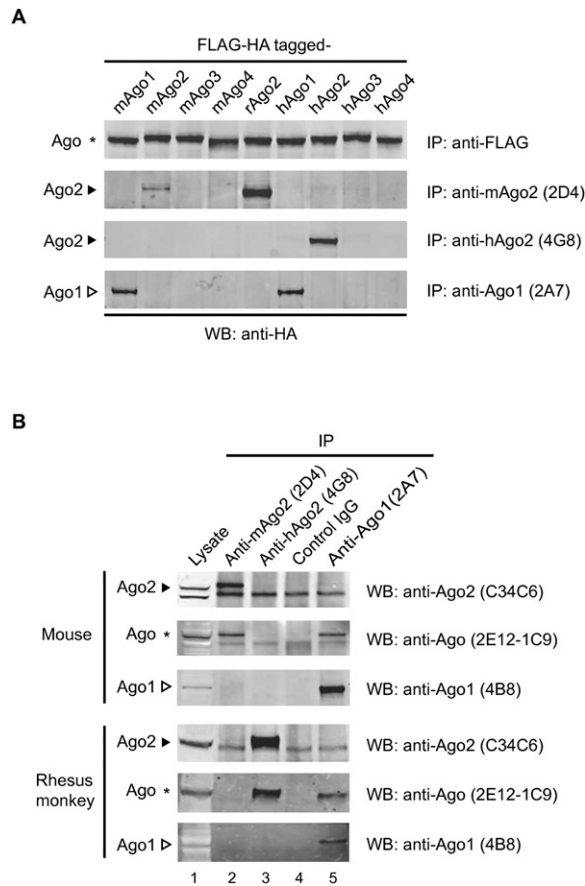 A
FLAG-HA tagged-
mAgo1 mAgo2 mAgo3 mAgo4 rAgo2 hAgo1 hAgo2 hAgo3 hAgo4
Ago * IP: anti-FLAG
Ago2 ► IP: anti-mAgo2 (2D4)
Ago2 ► IP: anti-hAgo2 (4G8)
Ago1 ▷ IP: anti-Ago1 (2A7)
WB: anti-HA
B
IP
Lysate Anti-mAgo2 (2D4) Anti-hAgo2 (4G8) Control IgG Anti-Ago1(2A7)
Mouse
Ago2 ► WB: anti-Ago2 (C34C6)
Ago * WB: anti-Ago (2E12-1C9)
Ago1 ▷ WB: anti-Ago1 (4B8)
Rhesus
monkey
Ago2 ► WB: anti-Ago2 (C34C6)
Ago * WB: anti-Ago (2E12-1C9)
Ago1 ▷ WB: anti-Ago1 (4B8)
1 2 3 4 5